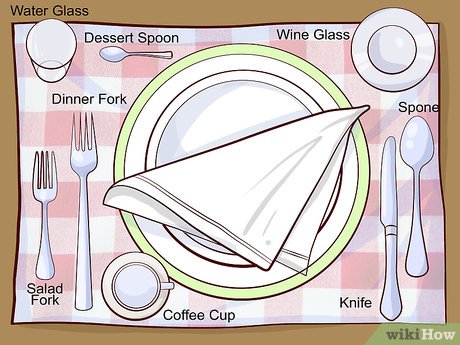 Water Glass
Dessert Spoon
Wine Glass
Dinner Fork
Spone
Salad
Fork
Coffee Cup
Knife
wikiHow